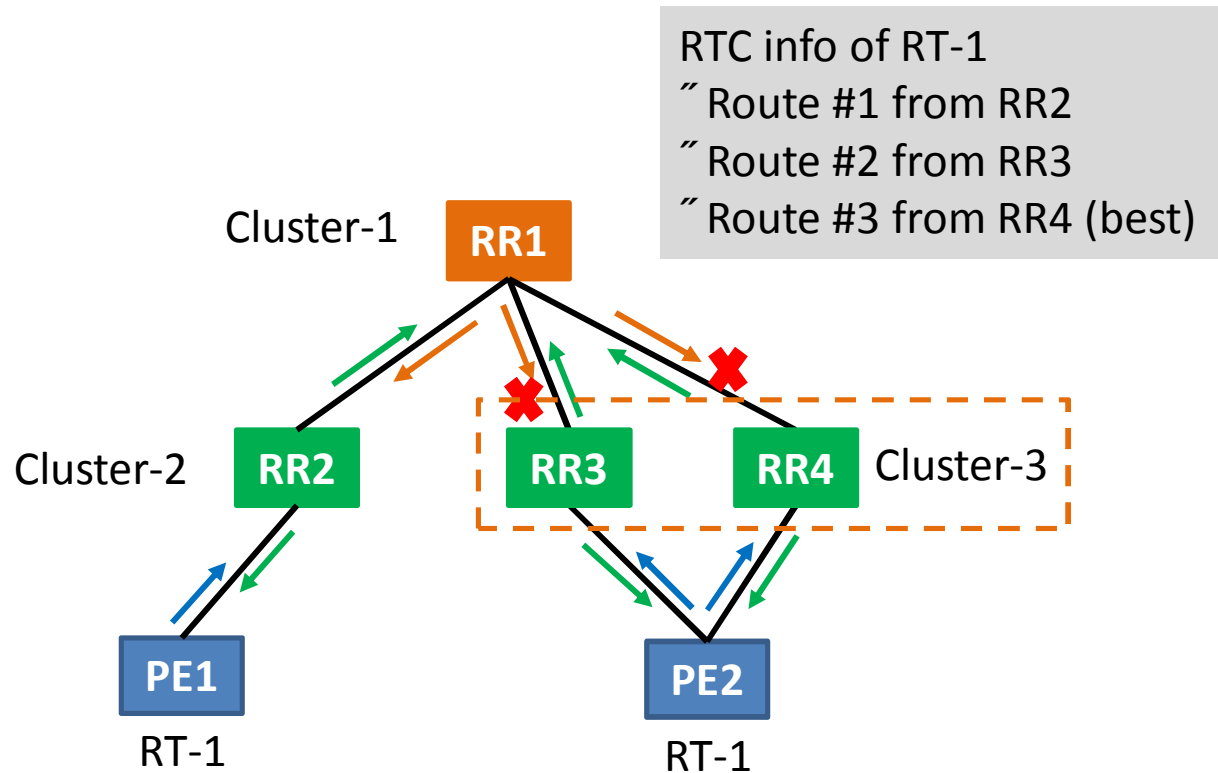 RTC info of RT-1
˝ Route #1 from RR2
˝ Route #2 from RR3
˝ Route #3 from RR4 (best)
Cluster-1
RR1
Cluster-2
RR2
RR3
RR4
Cluster-3
PE1
PE2
RT-1
RT-1